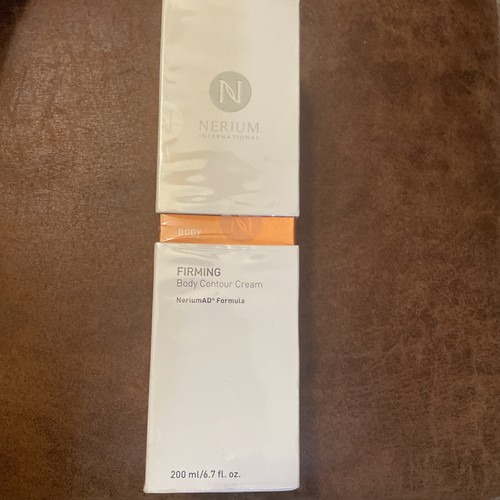 N
NERIUM
INTERNATIONAL
BODY
FIRMING
Body Contour Cream
NeriumAD® Formula
200 ml/6.7 fl. oz.